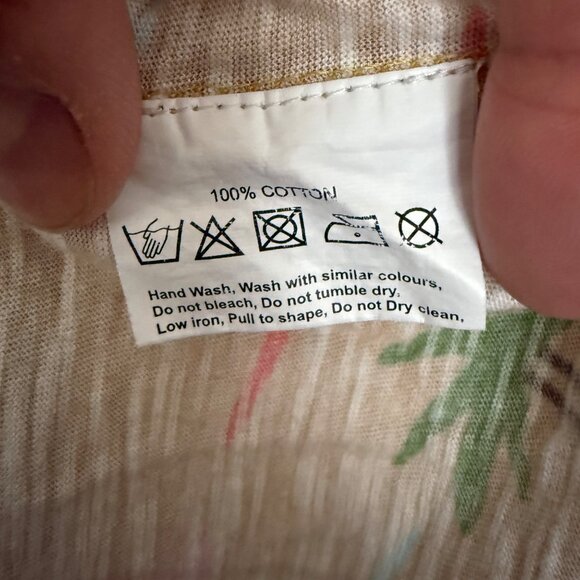 100% COTTON
Hand Wash, Wash with similar colours,
Do not bleach, Do not tumble dry,
Low iron, Pull to shape, Do not Dry clean,